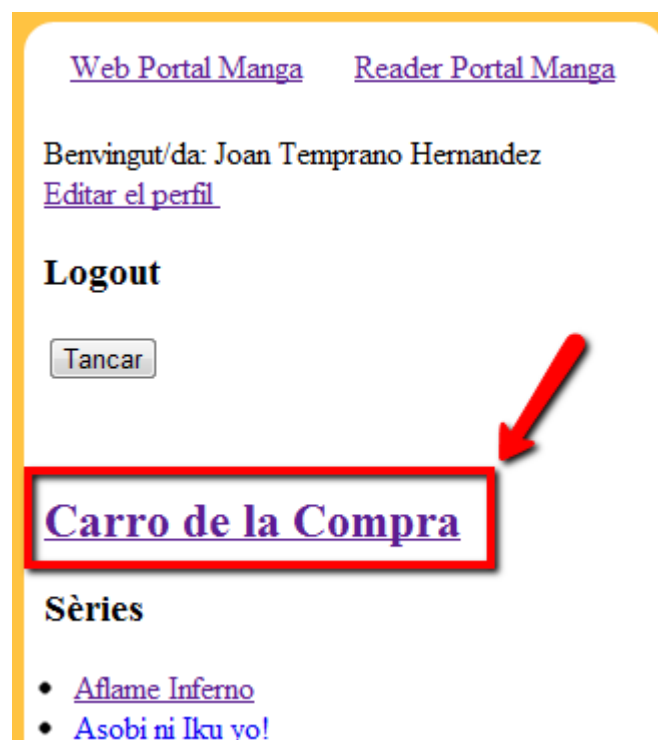 Web Portal Manga Reader Portal Manga
Benvingut/da: Joan Temprano Hernandez
Editar el perfil
Logout
Tancar
Carro de la Compra
Sèries
Aflame Inferno
Asobi ni Iku yo!